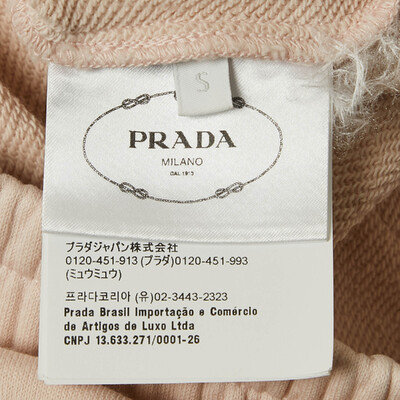 S
PRADA
MILANO
DAL 1913
プラダジャパン株式会社
0120-451-913 (プラダ)0120-451-993
(ミュウミュウ)
프라다코리아 (유)02-3443-2323
Prada Brasil Importação e Comércio
de Artigos de Luxo Ltda
CNPJ 13.633.271/0001-26